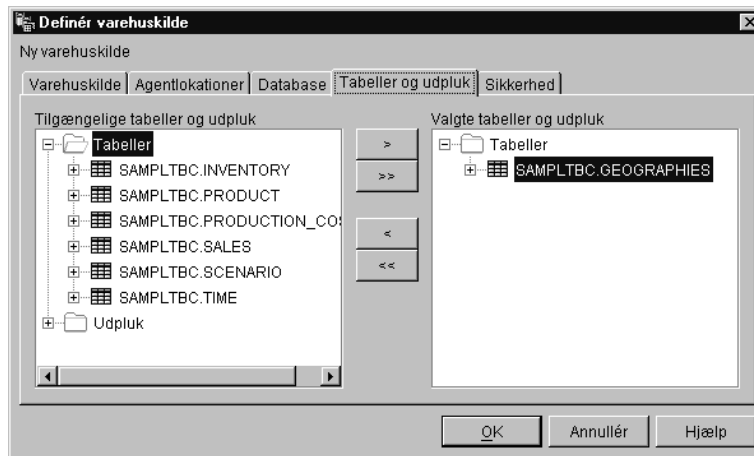 Definér varehuskilde
Ny varehuskilde
Varehuskilde Agentlokationer Database Tabeller og udpluk Sikkerhed
Tilgængelige tabeller og udpluk
Tabeller
SAMPLTBC.INVENTORY
SAMPLTBC.PRODUCT
SAMPLTBC.PRODUCTION_COS
SAMPLTBC.SALES
SAMPLTBC.SCENARIO
SAMPLTBC.TIME
Udpluk
>
>>
<
<<
Valgte tabeller og udpluk
Tabeller
SAMPLTBC.GEOGRAPHIES
OK Annullér Hjælp